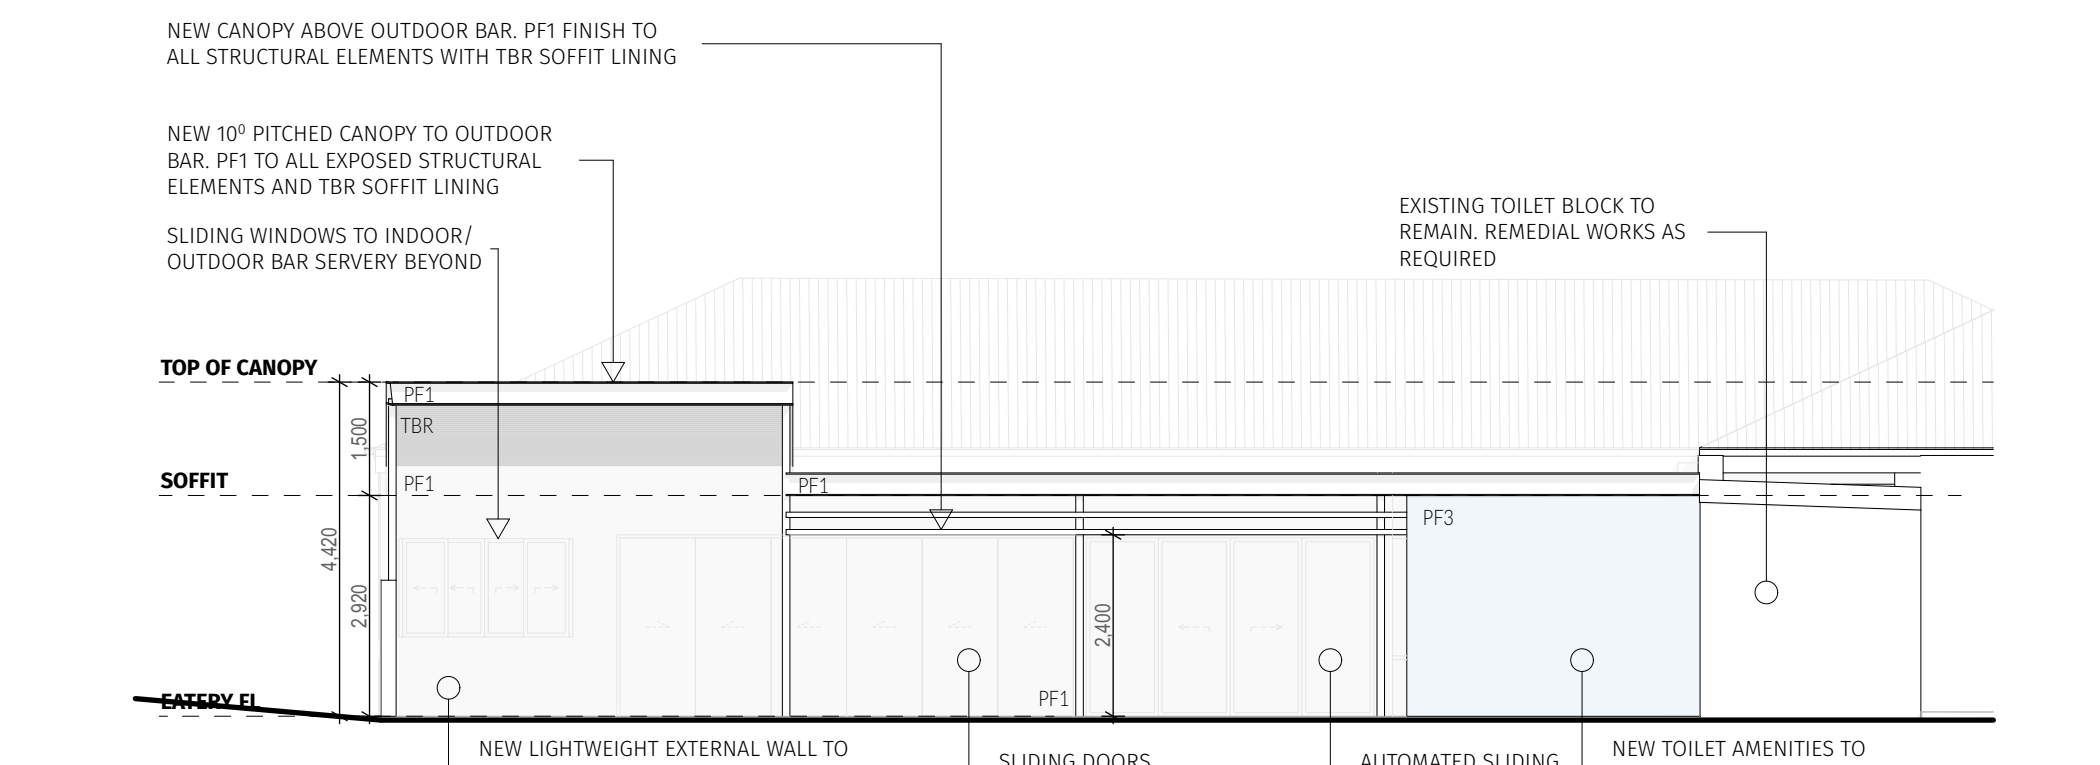 NEW CANOPY ABOVE OUTDOOR BAR. PF1 FINISH TO
ALL STRUCTURAL ELEMENTS WITH TBR SOFFIT LINING
NEW 10⁰ PITCHED CANOPY TO OUTDOOR
BAR. PF1 TO ALL EXPOSED STRUCTURAL
ELEMENTS AND TBR SOFFIT LINING
SLIDING WINDOWS TO INDOOR/
OUTDOOR BAR SERVERY BEYOND
EXISTING TOILET BLOCK TO
REMAIN. REMEDIAL WORKS AS
REQUIRED
TOP OF CANOPY
PF1
TBR
1,500
SOFFIT
PF1
PF1
PF3
4,420
2,920
2,400
EATERY FL
PF1
NEW LIGHTWEIGHT EXTERNAL WALL TO
SLIDING DOORS
AUTOMATED SLIDING
NEW TOILET AMENITIES TO